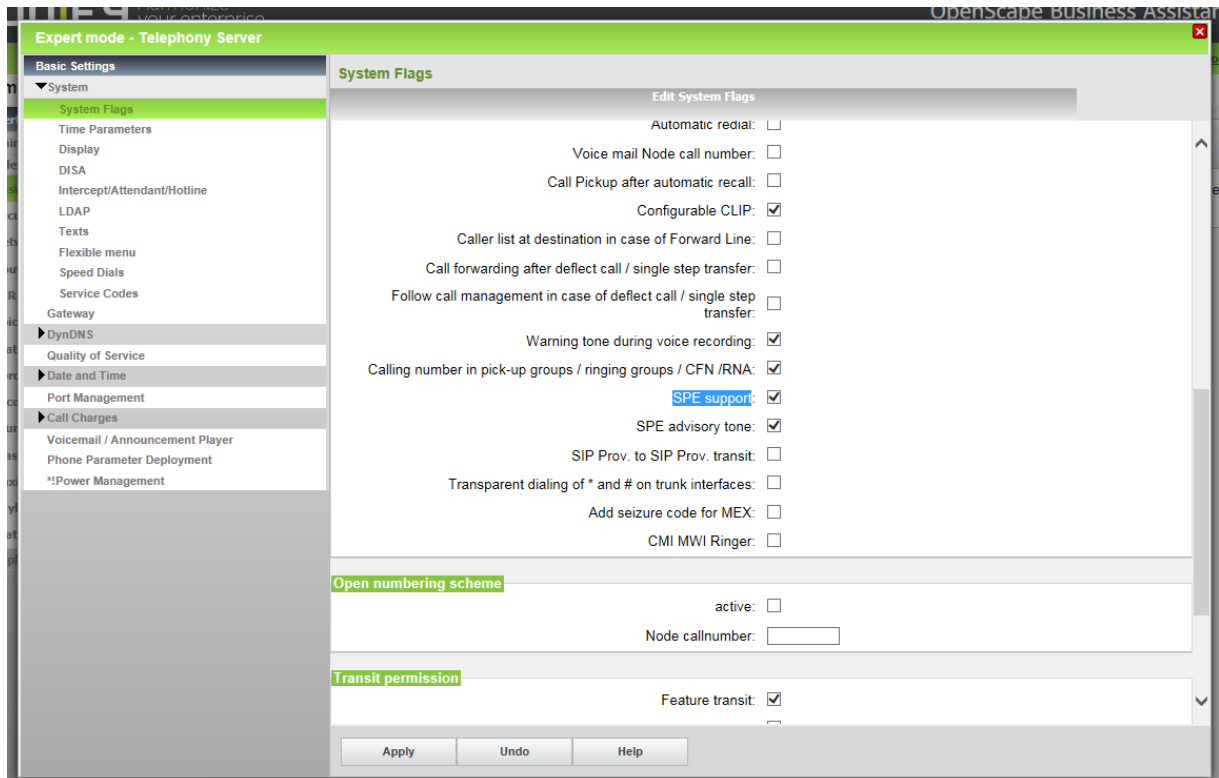 your enterprise
OpenScape Business Assistan
Expert mode - Telephony Server
Basic Settings
System
System Flags
Time Parameters
Display
DISA
Intercept/Attendant/Hotline
LDAP
Texts
Flexible menu
Speed Dials
Service Codes
Gateway
DynDNS
Quality of Service
Date and Time
Port Management
Call Charges
Voicemail / Announcement Player
Phone Parameter Deployment
*!Power Management
System Flags
Edit System Flags
Automatic redial:
Voice mail Node call number:
Call Pickup after automatic recall:
Configurable CLIP:
Caller list at destination in case of Forward Line:
Call forwarding after deflect call / single step transfer:
Follow call management in case of deflect call / single step
transfer:
Warning tone during voice recording:
Calling number in pick-up groups / ringing groups / CFN /RNA:
SPE support:
SPE advisory tone:
SIP Prov. to SIP Prov. transit:
Transparent dialing of * and # on trunk interfaces:
Add seizure code for MEX:
CMI MWI Ringer:
Open numbering scheme
active:
Node callnumber:
Transit permission
Feature transit:
Apply Undo Help